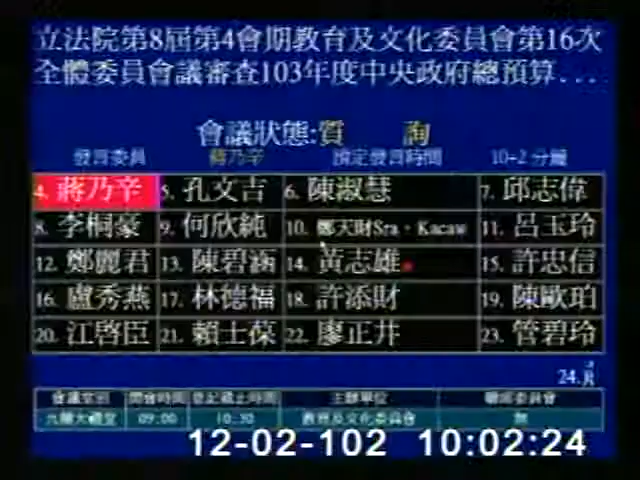 立法院第8屆第4會期教育及文化委員會第16次
全體委員會議審查103年度中央政府總預算...
會議狀態:質 詢
發言委員 蔣乃辛 預定發言時間 10+2分鐘
4. 蔣乃辛 5. 孔文吉 6. 陳淑慧 7. 邱志偉
8. 李桐豪 9. 何欣純 10. 鄭天財Sra．Kacaw 11. 呂玉玲
12. 鄭麗君 13. 陳碧涵 14. 黃志雄 15. 許忠信
16. 盧秀燕 17. 林德福 18. 許添財 19. 陳歐珀
20. 江啓臣 21. 賴士葆 22. 廖正井 23. 管碧玲
24.
會議室別 開會時間 登記截止時間 主辦單位 聯席委員會
九樓大禮堂 09:00 10:30 教育及文化委員會 無
12-02-102 10:02:24